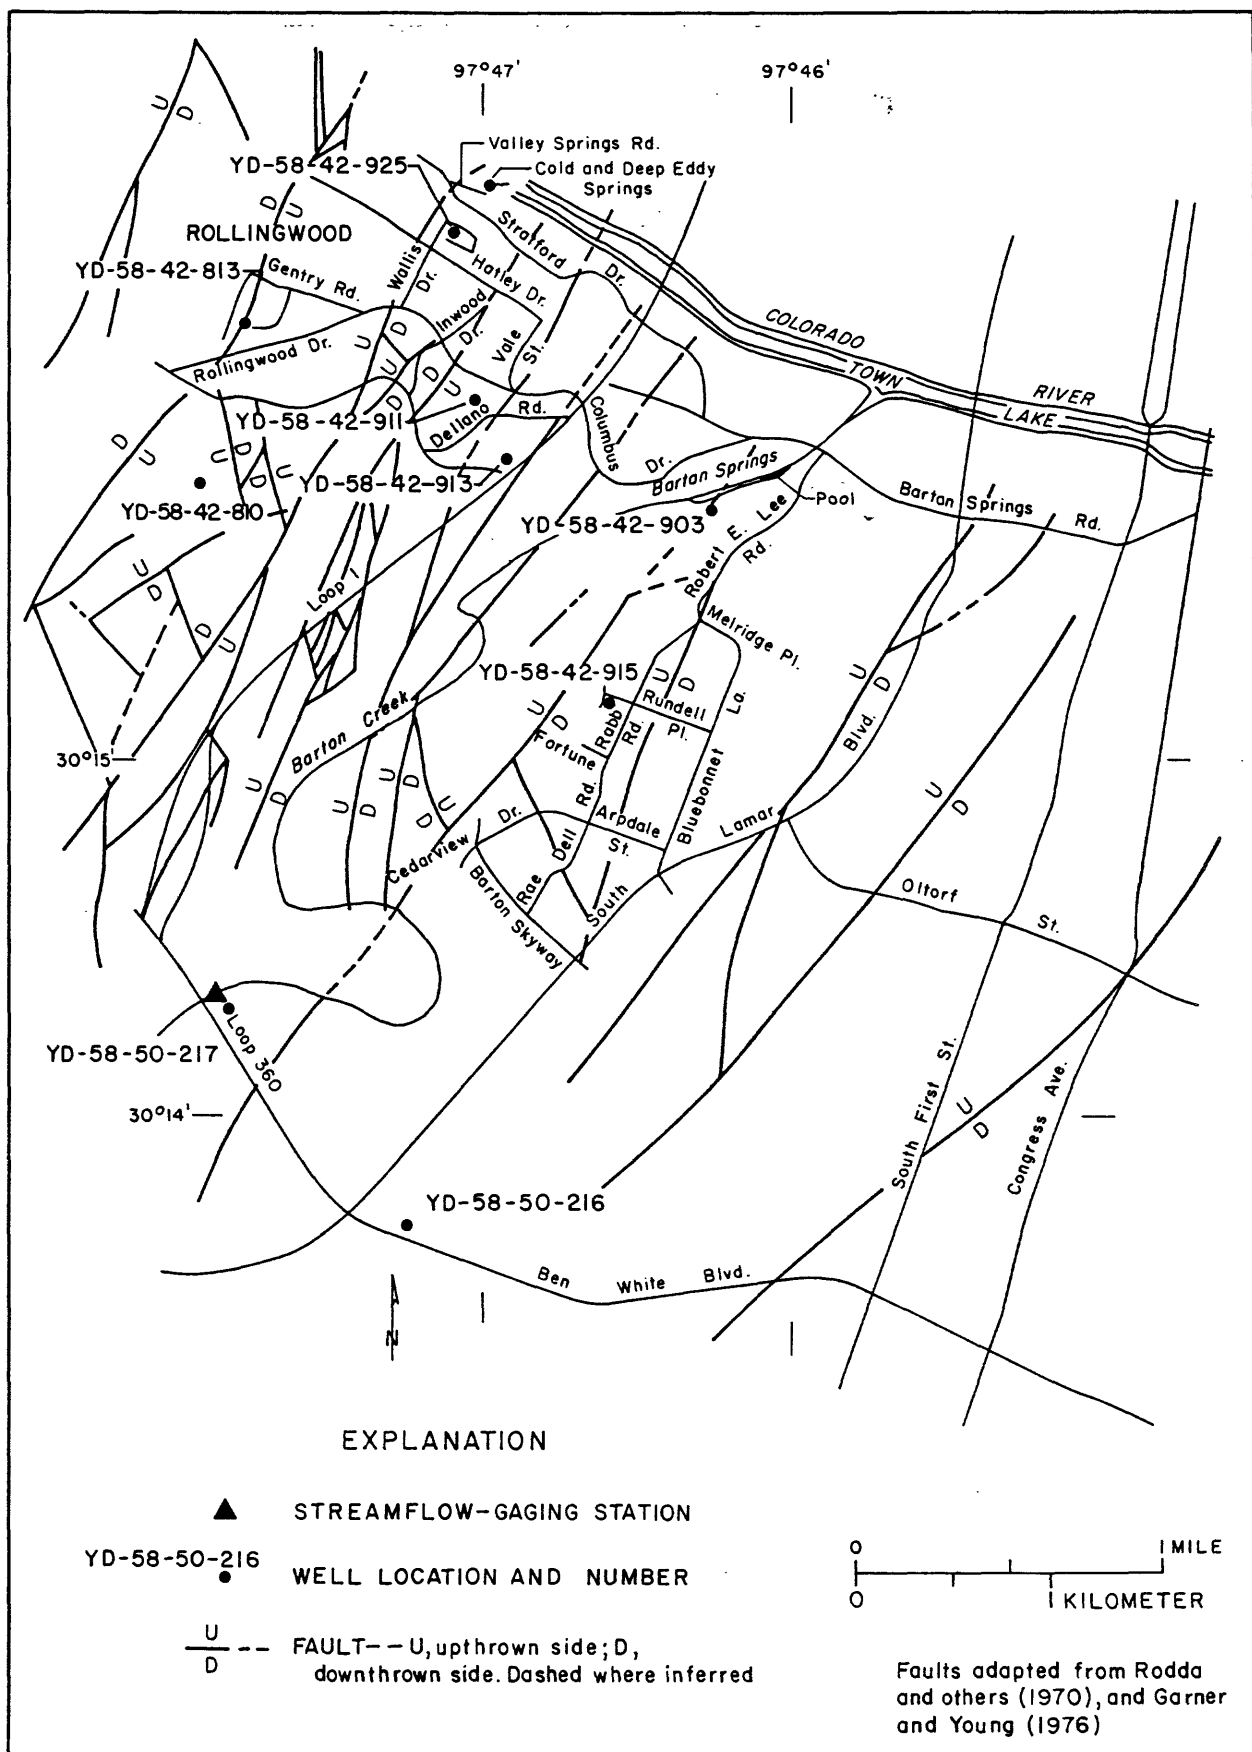 97°47'
97°46'
U
D
Valley Springs Rd.
YD-58-42-925
Cold and Deep Eddy
Springs
D
U
ROLLINGWOOD
Stratford
Dr.
Wallis
Dr.
Hatley Dr.
YD-58-42-813
Gentry Rd.
Inwood
Dr.
COLORADO
RIVER
TOWN
LAKE
Vale
St.
U
D
Rollingwood Dr.
U
D
D
U
YD-58-42-911
Dellano
Rd.
Columbus
Dr.
D
U
D
U
D
U
D
YD-58-42-913
Bartan Springs
Pool
Bartan Springs
Rd.
YD-58-42-810
YD-58-42-903
Robert E. Lee
Rd.
U
D
Loop 1
D
U
Melridge Pl.
YD-58-42-915
U
D
Rundell
Pl.
La.
U
D
Blvd.
Barton Creek
U
D
Fortune
Rabb
Rd.
30°15'
Bluebonnet
U
D
U
D
U
D
U
D
U
D
Cedarview
Dr.
Arpdale
St.
Lamar
Rae Dell
Rd.
Barton Skyway
South
Oltorf
St.
YD-58-50-217
Loop 360
30°14'
U
D
South First St.
Congress Ave.
YD-58-50-216
Ben White Blvd.
N
EXPLANATION
STREAMFLOW-GAGING STATION
YD-58-50-216
WELL LOCATION AND NUMBER
U
D
FAULT--U, upthrown side; D,
downthrown side. Dashed where inferred
0 1 MILE
0 1 KILOMETER
Faults adapted from Rodda
and others (1970), and Garner
and Young (1976)